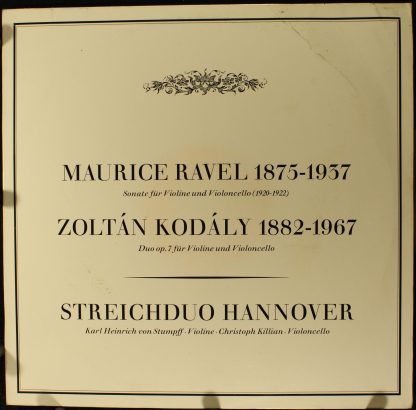 MAURICE RAVEL 1875-1937
Sonate für Violine und Violoncello (1920-1922)
ZOLTÁN KODÁLY 1882-1967
Duo op. 7 für Violine und Violoncello
STREICHDUO HANNOVER
Karl Heinrich von Stumpff · Violine · Christoph Killian · Violoncello